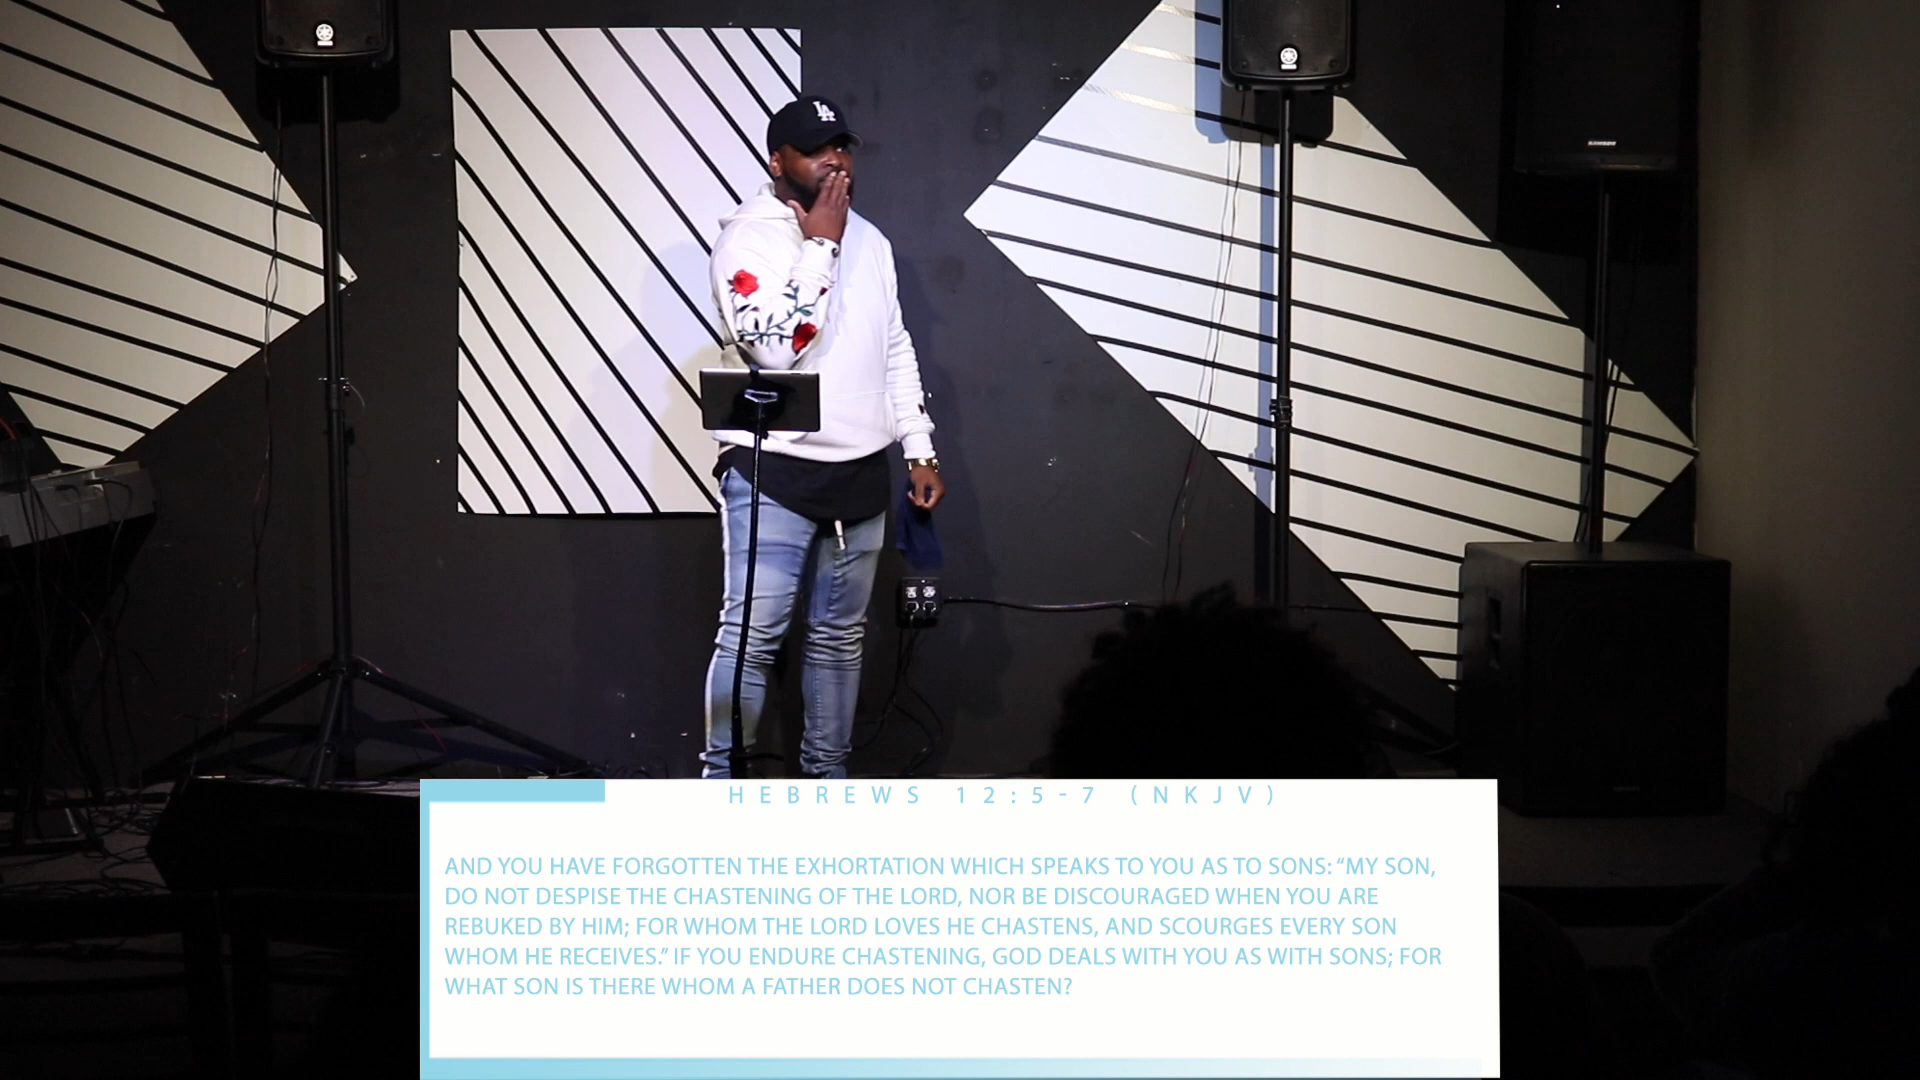 LA
SAMSON
HEBREWS 12:5-7 (NKJV)
AND YOU HAVE FORGOTTEN THE EXHORTATION WHICH SPEAKS TO YOU AS TO SONS: “MY SON,
DO NOT DESPISE THE CHASTENING OF THE LORD, NOR BE DISCOURAGED WHEN YOU ARE
REBUKED BY HIM; FOR WHOM THE LORD LOVES HE CHASTENS, AND SCOURGES EVERY SON
WHOM HE RECEIVES.” IF YOU ENDURE CHASTENING, GOD DEALS WITH YOU AS WITH SONS; FOR
WHAT SON IS THERE WHOM A FATHER DOES NOT CHASTEN?